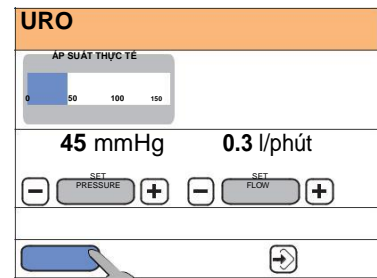 URO
ÁP SUẤT THỰC TẾ
0 50 100 150
45 mmHg 0.3 l/phút
SET PRESSURE
SET FLOW